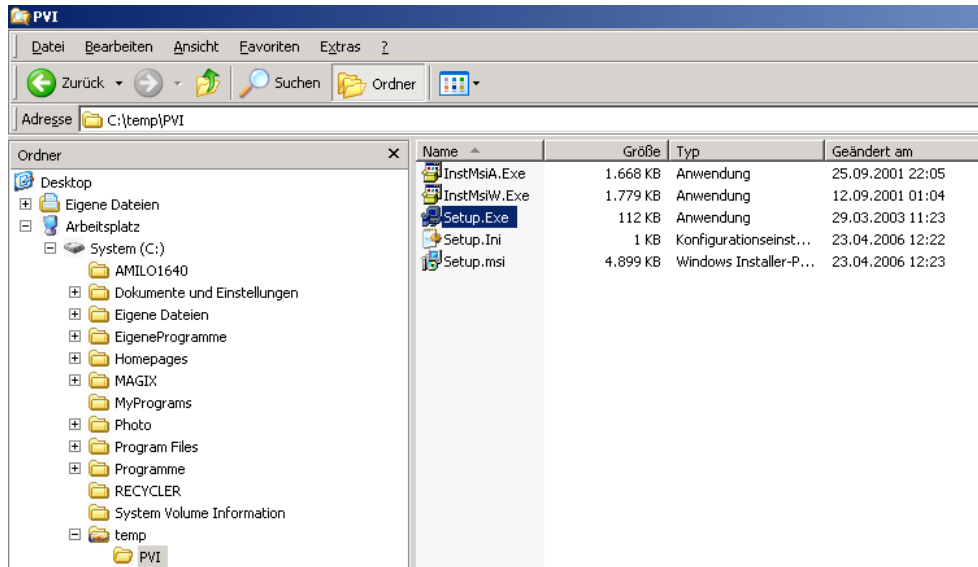 PVI
Datei Bearbeiten Ansicht Favoriten Extras ?
Zurück Suchen Ordner
Adresse C:\temp\PVI
Ordner x
Desktop
Eigene Dateien
Arbeitsplatz
System (C:)
AMILO1640
Dokumente und Einstellungen
Eigene Dateien
EigeneProgramme
Homepages
MAGIX
MyPrograms
Photo
Program Files
Programme
RECYCLER
System Volume Information
temp
PVI
Name Größe Typ Geändert am
InstMsiA.Exe 1.668 KB Anwendung 25.09.2001 22:05
InstMsiW.Exe 1.779 KB Anwendung 12.09.2001 01:04
Setup.Exe 112 KB Anwendung 29.03.2003 11:23
Setup.Ini 1 KB Konfigurationseinst... 23.04.2006 12:22
Setup.msi 4.899 KB Windows Installer-P... 23.04.2006 12:23